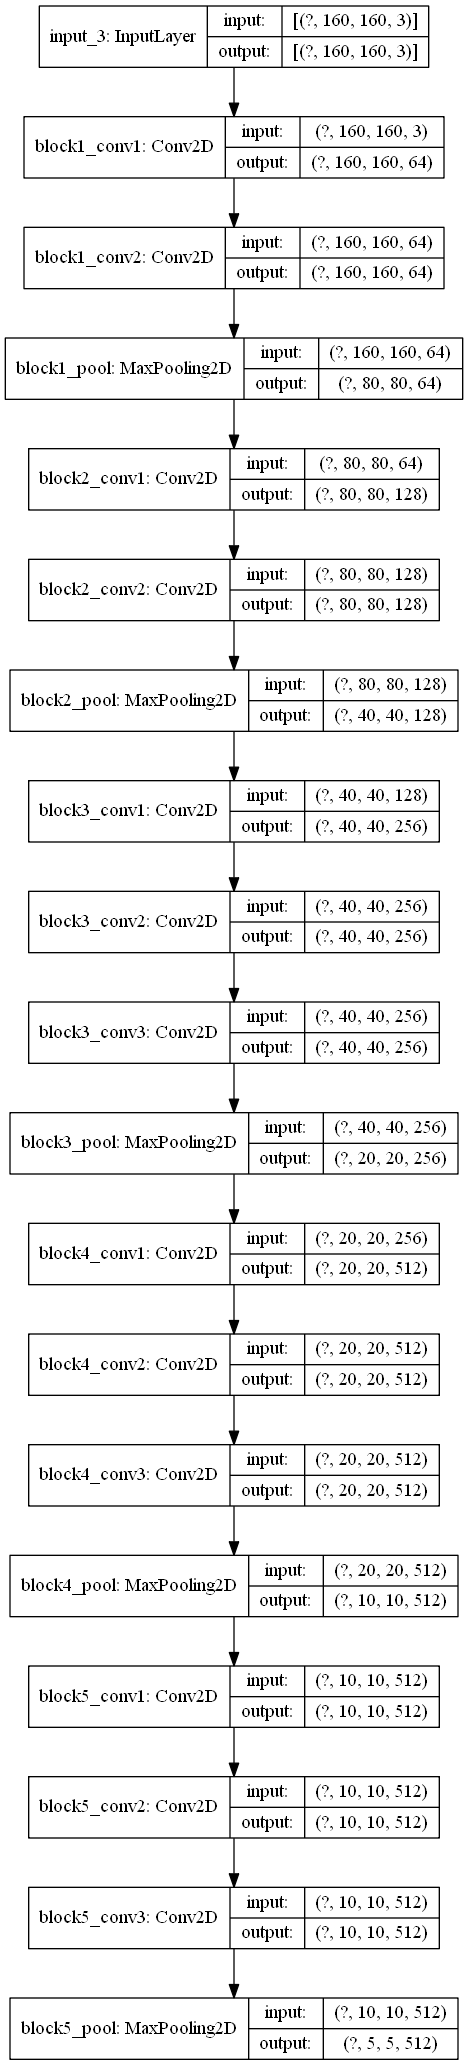 input_3: InputLayer
input:
[(?, 160, 160, 3)]
output:
[(?, 160, 160, 3)]
block1_conv1: Conv2D
input:
(?, 160, 160, 3)
output:
(?, 160, 160, 64)
block1_conv2: Conv2D
input:
(?, 160, 160, 64)
output:
(?, 160, 160, 64)
block1_pool: MaxPooling2D
input:
(?, 160, 160, 64)
output:
(?, 80, 80, 64)
block2_conv1: Conv2D
input:
(?, 80, 80, 64)
output:
(?, 80, 80, 128)
block2_conv2: Conv2D
input:
(?, 80, 80, 128)
output:
(?, 80, 80, 128)
block2_pool: MaxPooling2D
input:
(?, 80, 80, 128)
output:
(?, 40, 40, 128)
block3_conv1: Conv2D
input:
(?, 40, 40, 128)
output:
(?, 40, 40, 256)
block3_conv2: Conv2D
input:
(?, 40, 40, 256)
output:
(?, 40, 40, 256)
block3_conv3: Conv2D
input:
(?, 40, 40, 256)
output:
(?, 40, 40, 256)
block3_pool: MaxPooling2D
input:
(?, 40, 40, 256)
output:
(?, 20, 20, 256)
block4_conv1: Conv2D
input:
(?, 20, 20, 256)
output:
(?, 20, 20, 512)
block4_conv2: Conv2D
input:
(?, 20, 20, 512)
output:
(?, 20, 20, 512)
block4_conv3: Conv2D
input:
(?, 20, 20, 512)
output:
(?, 20, 20, 512)
block4_pool: MaxPooling2D
input:
(?, 20, 20, 512)
output:
(?, 10, 10, 512)
block5_conv1: Conv2D
input:
(?, 10, 10, 512)
output:
(?, 10, 10, 512)
block5_conv2: Conv2D
input:
(?, 10, 10, 512)
output:
(?, 10, 10, 512)
block5_conv3: Conv2D
input:
(?, 10, 10, 512)
output:
(?, 10, 10, 512)
block5_pool: MaxPooling2D
input:
(?, 10, 10, 512)
output:
(?, 5, 5, 512)